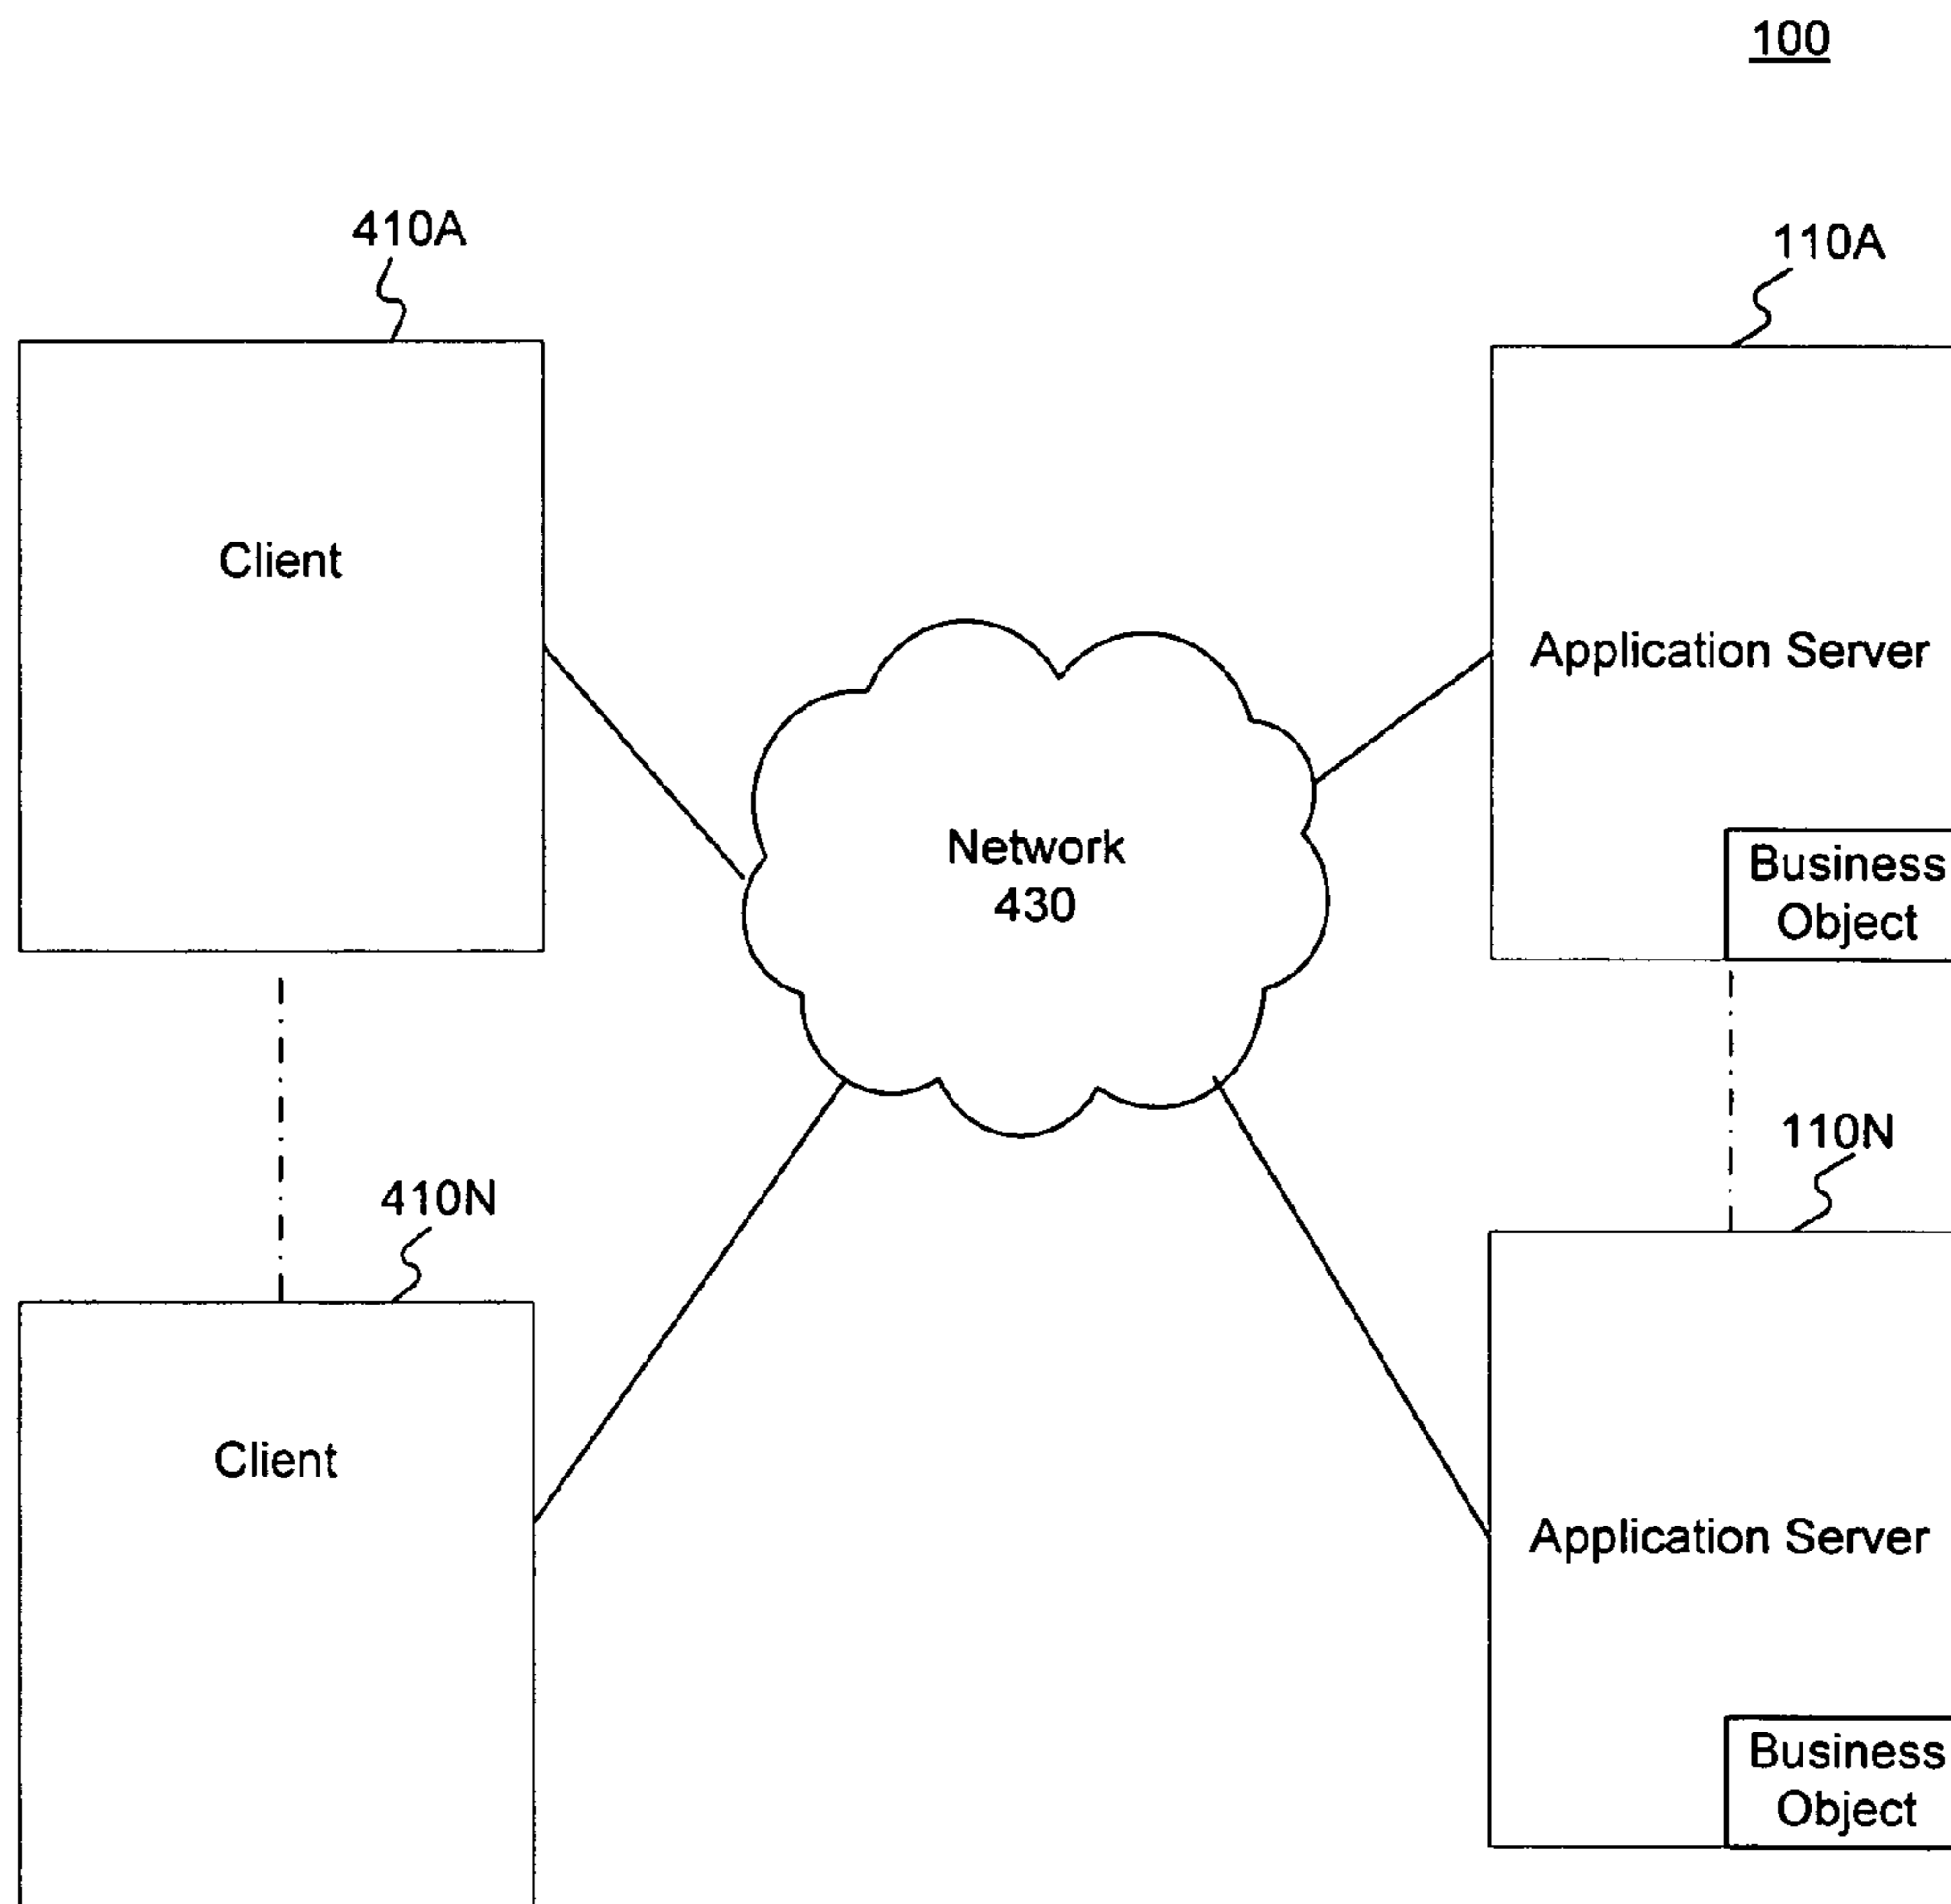 100
410A
110A
Client
Application Server
Network
430
Business
Object
110N
410N
Client
Application Server
Business
Object